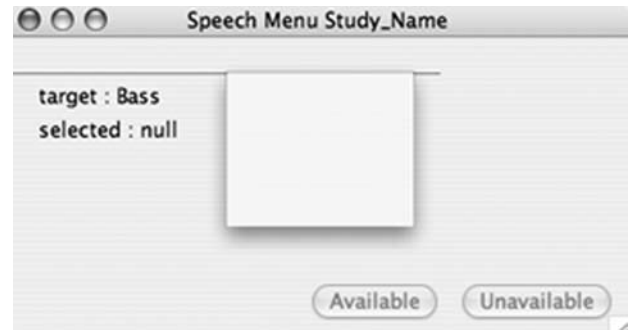 Speech Menu Study_Name
target : Bass
selected : null
Available Unavailable